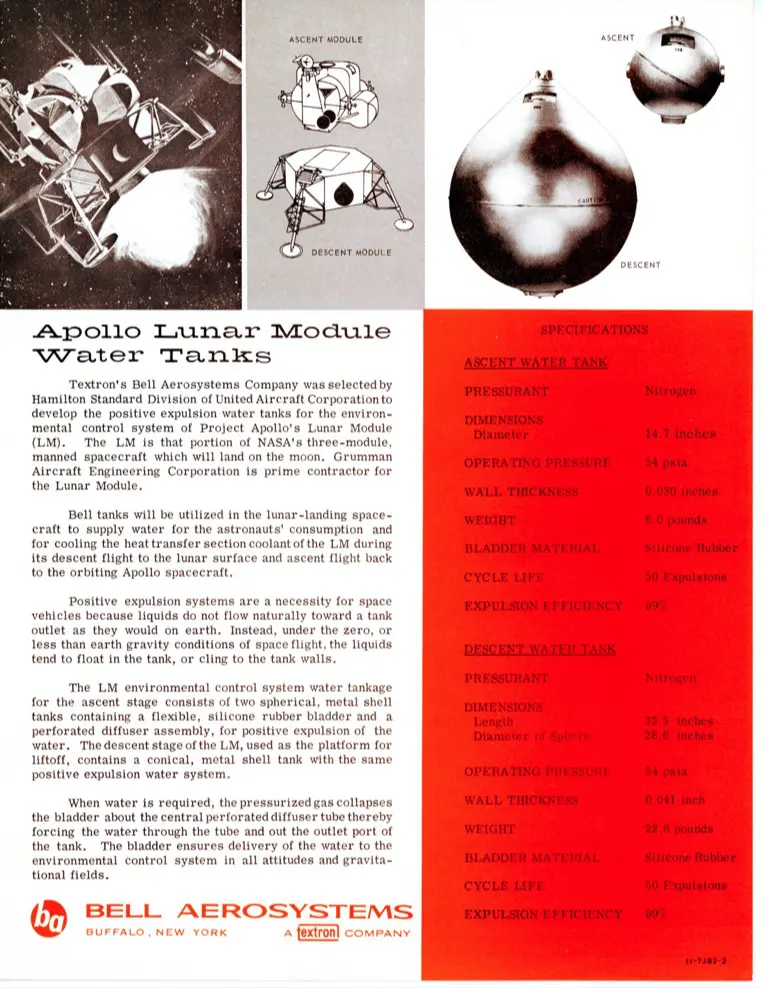 ASCENT MODULE
DESCENT MODULE
ASCENT
CAUTION
DESCENT
Apollo Lunar Module
Water Tanks
Textron's Bell Aerosystems Company was selected by
Hamilton Standard Division of United Aircraft Corporation to
develop the positive expulsion water tanks for the environ-
mental control system of Project Apollo's Lunar Module
(LM). The LM is that portion of NASA's three-module,
manned spacecraft which will land on the moon. Grumman
Aircraft Engineering Corporation is prime contractor for
the Lunar Module.
Bell tanks will be utilized in the lunar-landing space-
craft to supply water for the astronauts' consumption and
for cooling the heat transfer section coolant of the LM during
its descent flight to the lunar surface and ascent flight back
to the orbiting Apollo spacecraft.
Positive expulsion systems are a necessity for space
vehicles because liquids do not flow naturally toward a tank
outlet as they would on earth. Instead, under the zero, or
less than earth gravity conditions of space flight, the liquids
tend to float in the tank, or cling to the tank walls.
The LM environmental control system water tankage
for the ascent stage consists of two spherical, metal shell
tanks containing a flexible, silicone rubber bladder and a
perforated diffuser assembly, for positive expulsion of the
water. The descent stage of the LM, used as the platform for
liftoff, contains a conical, metal shell tank with the same
positive expulsion water system.
When water is required, the pressurized gas collapses
the bladder about the central perforated diffuser tube thereby
forcing the water through the tube and out the outlet port of
the tank. The bladder ensures delivery of the water to the
environmental control system in all attitudes and gravita-
tional fields.
ba BELL AEROSYSTEMS
BUFFALO, NEW YORK A textron COMPANY
SPECIFICATIONS
ASCENT WATER TANK
PRESSURANT Nitrogen
DIMENSIONS
Diameter 14.7 inches
OPERATING PRESSURE 54 psia
WALL THICKNESS 0.030 inches
WEIGHT 6.0 pounds
BLADDER MATERIAL Silicone Rubber
CYCLE LIFE 50 Expulsions
EXPULSION EFFICIENCY 99%
DESCENT WATER TANK
PRESSURANT Nitrogen
DIMENSIONS
Length 32.5 inches
Diameter of Sphere 28.6 inches
OPERATING PRESSURE 54 psia
WALL THICKNESS 0.041 inch
WEIGHT 22.8 pounds
BLADDER MATERIAL Silicone Rubber
CYCLE LIFE 50 Expulsions
EXPULSION EFFICIENCY 99%